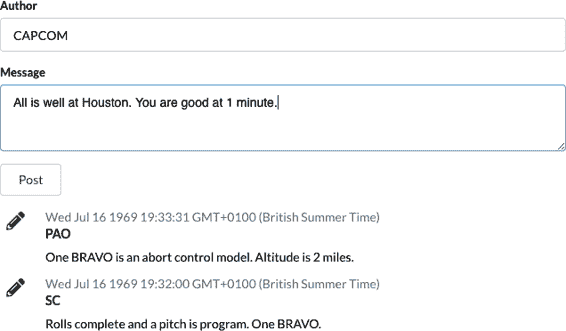 Author
CAPCOM
Message
All is well at Houston. You are good at 1 minute.
Post
Wed Jul 16 1969 19:33:31 GMT+0100 (British Summer Time)
PAO
One BRAVO is an abort control model. Altitude is 2 miles.
Wed Jul 16 1969 19:32:00 GMT+0100 (British Summer Time)
SC
Rolls complete and a pitch is program. One BRAVO.